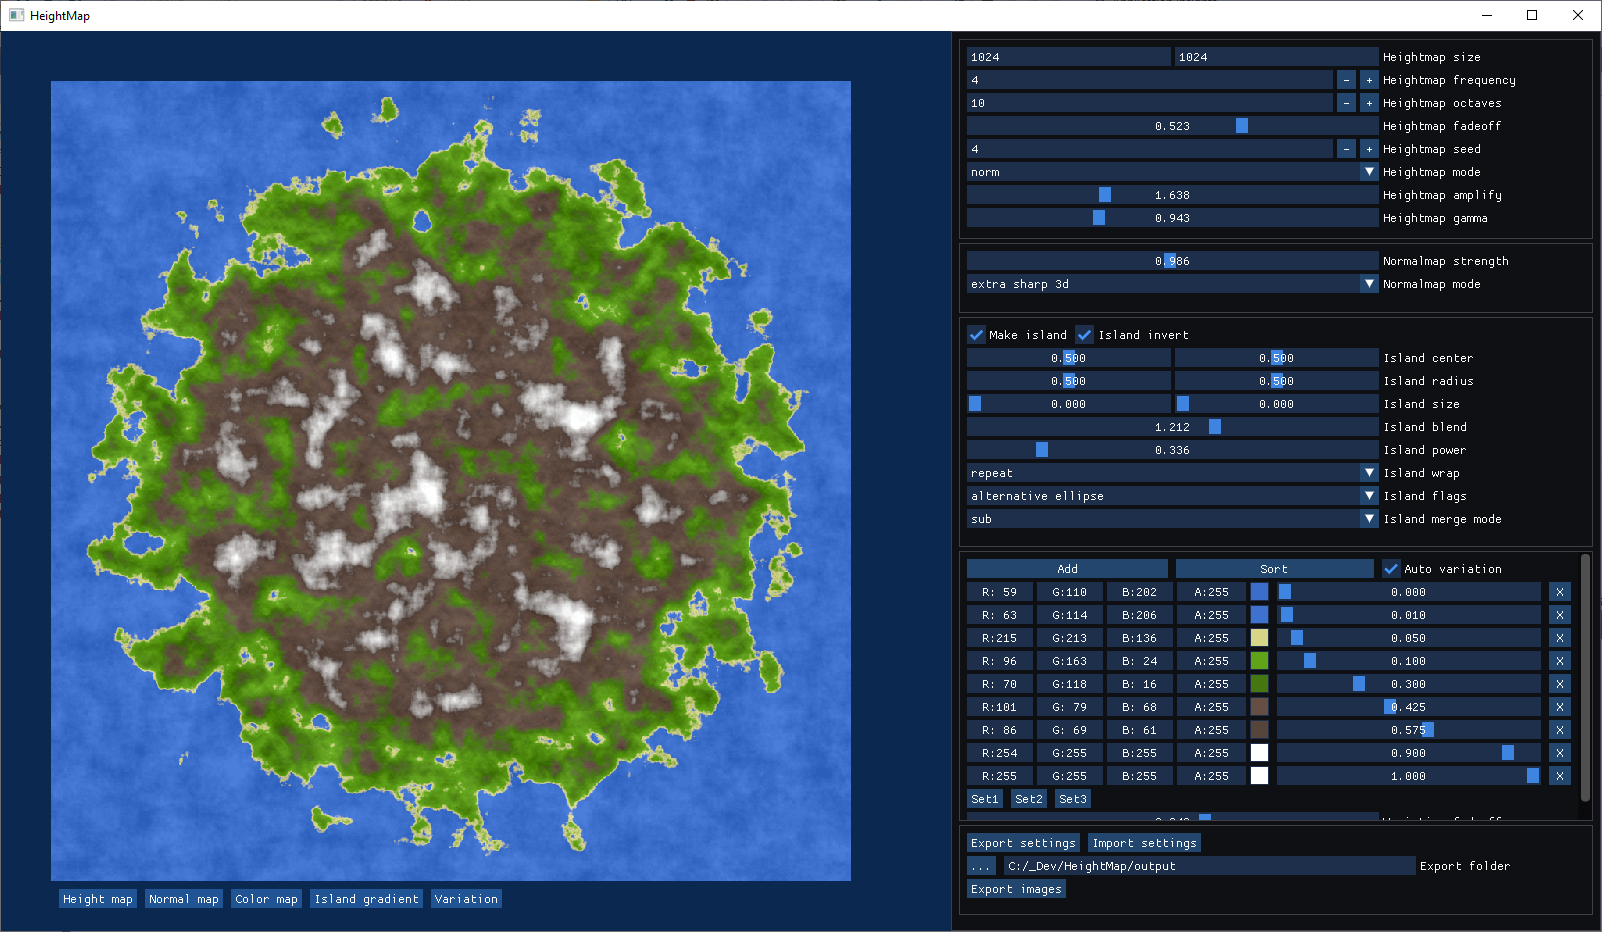 HeightMap
1024 1024 Heightmap size
4 - + Heightmap frequency
10 - + Heightmap octaves
0.523 Heightmap fadeoff
4 - + Heightmap seed
norm Heightmap mode
1.638 Heightmap amplify
0.943 Heightmap gamma
0.986 Normalmap strength
extra sharp 3d Normalmap mode
Make island Island invert
0.500 0.500 Island center
0.500 0.500 Island radius
0.000 0.000 Island size
1.212 Island blend
0.336 Island power
repeat Island wrap
alternative ellipse Island flags
sub Island merge mode
Add Sort Auto variation
R: 59 G:110 B:202 A:255 0.000 X
R: 63 G:114 B:206 A:255 0.010 X
R:215 G:213 B:136 A:255 0.050 X
R: 96 G:163 B: 24 A:255 0.100 X
R: 70 G:118 B: 16 A:255 0.300 X
R:101 G: 79 B: 68 A:255 0.425 X
R: 86 G: 69 B: 61 A:255 0.575 X
R:254 G:255 B:255 A:255 0.900 X
R:255 G:255 B:255 A:255 1.000 X
Set1 Set2 Set3
Export settings Import settings
... C:/_Dev/HeightMap/output Export folder
Export images
Height map Normal map Color map Island gradient Variation